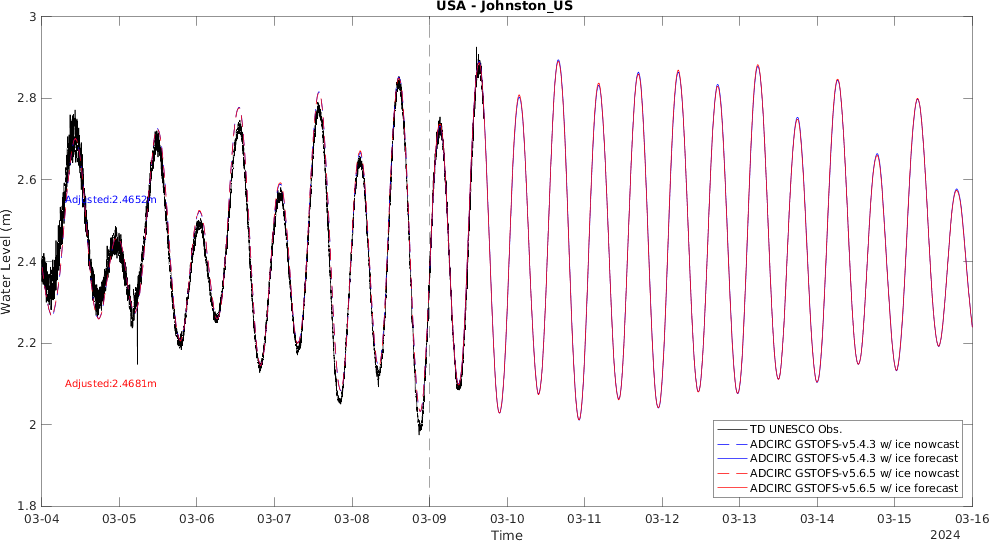 USA - Johnston_US
Water Level (m)
3
2.8
2.6
2.4
2.2
2
1.8
Adjusted:2.4652m
Adjusted:2.4681m
TD UNESCO Obs.
ADCIRC GSTOFS-v5.4.3 w/ ice nowcast
ADCIRC GSTOFS-v5.4.3 w/ ice forecast
ADCIRC GSTOFS-v5.6.5 w/ ice nowcast
ADCIRC GSTOFS-v5.6.5 w/ ice forecast
03-04 03-05 03-06 03-07 03-08 03-09 03-10 03-11 03-12 03-13 03-14 03-15 03-16
Time
2024